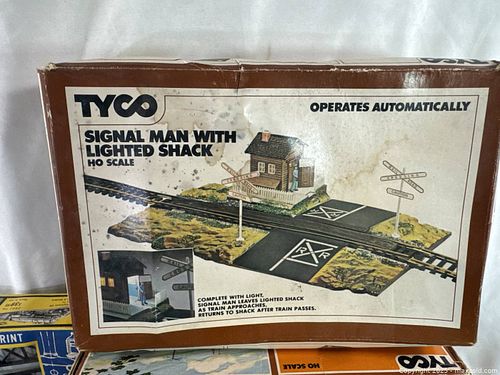 TYCO
OPERATES AUTOMATICALLY
SIGNAL MAN WITH
LIGHTED SHACK
HO SCALE
R R
COMPLETE WITH LIGHT,
SIGNAL MAN LEAVES LIGHTED SHACK
AS TRAIN APPROACHES,
RETURNS TO SHACK AFTER TRAIN PASSES.
RINT
HO SCALE
TYCO